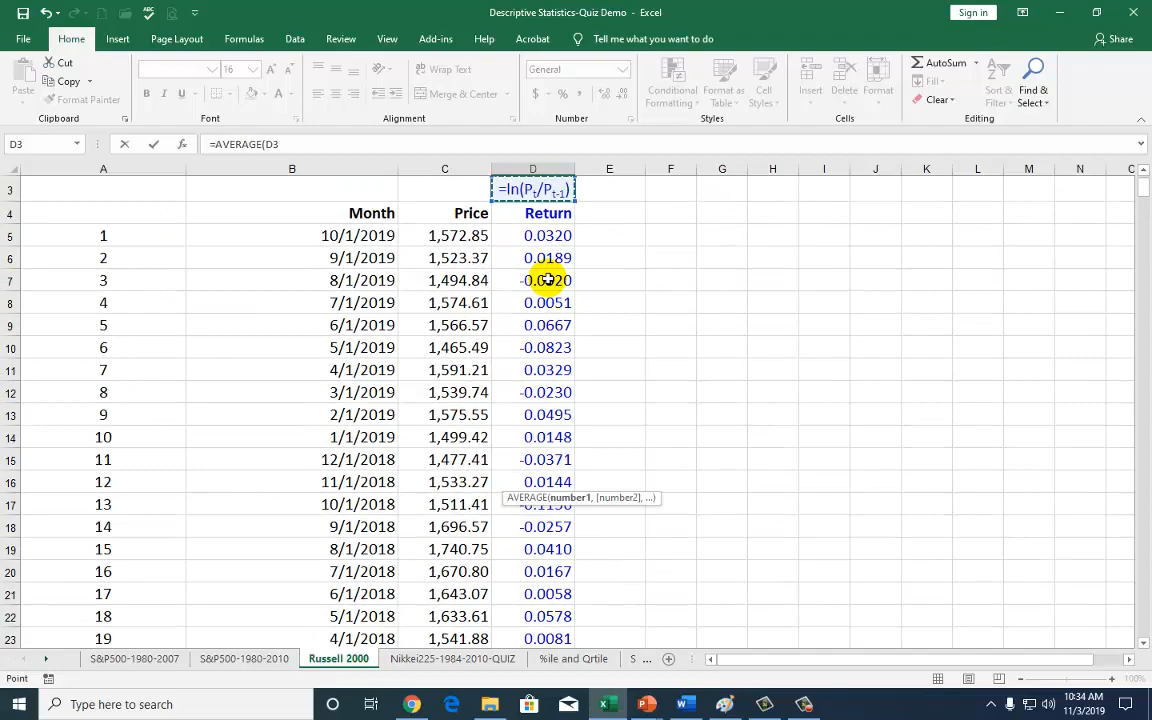 Descriptive Statistics-Quiz Demo - Excel
Sign in
File Home Insert Page Layout Formulas Data Review View Add-ins Help Acrobat Tell me what you want to do Share
Paste
Cut
Copy
Format Painter
Clipboard
16
B I U
A A
Font
Wrap Text
Merge & Center
Alignment
General
$ % ,
Number
Conditional Formatting
Format as Table
Cell Styles
Styles
Insert Delete Format
Cells
AutoSum
Fill
Clear
Sort & Filter
Find & Select
Editing
D3 fx =AVERAGE(D3
A B C D E F G H I J K L M N O
3 =ln(Pt/Pt-1)
4 Month Price Return
5 1 10/1/2019 1,572.85 0.0320
6 2 9/1/2019 1,523.37 0.0189
7 3 8/1/2019 1,494.84
8 4 7/1/2019 1,574.61 0.0051
9 5 6/1/2019 1,566.57 0.0667
10 6 5/1/2019 1,465.49 -0.0823
11 7 4/1/2019 1,591.21 0.0329
12 8 3/1/2019 1,539.74 -0.0230
13 9 2/1/2019 1,575.55 0.0495
14 10 1/1/2019 1,499.42 0.0148
15 11 12/1/2018 1,477.41 -0.0371
16 12 11/1/2018 1,533.27 0.0144
AVERAGE(number1, [number2], ...)
17 13 10/1/2018 1,511.41
18 14 9/1/2018 1,696.57 -0.0257
19 15 8/1/2018 1,740.75 0.0410
20 16 7/1/2018 1,670.80 0.0167
21 17 6/1/2018 1,643.07 0.0058
22 18 5/1/2018 1,633.61 0.0578
23 19 4/1/2018 1,541.88 0.0081
S&P500-1980-2007 S&P500-1980-2010 Russell 2000 Nikkei225-1984-2010-QUIZ %ile and Qrtile S ...
Point 100%
Type here to search
10:34 AM
11/3/2019